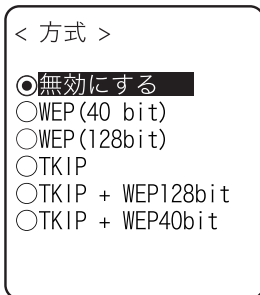 < 方式 >
無効にする
WEP(40 bit)
WEP(128bit)
TKIP
TKIP + WEP128bit
TKIP + WEP40bit